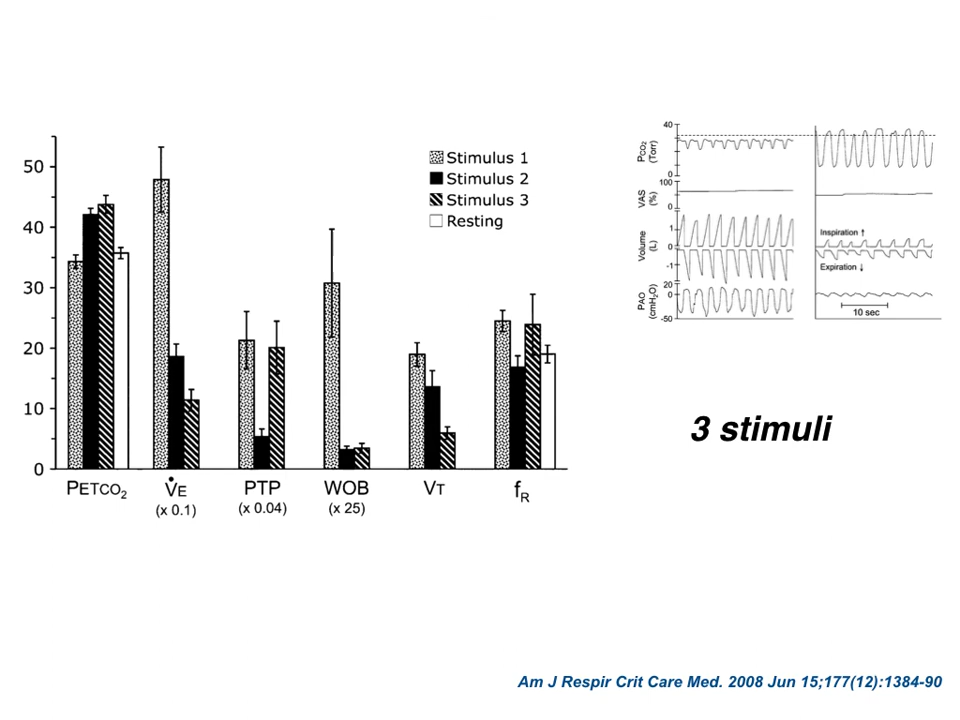 50
40
30
20
10
0
Stimulus 1
Stimulus 2
Stimulus 3
Resting
PETCO₂
V̇E
(x 0.1)
PTP
(x 0.04)
WOB
(x 25)
VT
fR
40
0
PCO₂
(Torr)
100
0
VAS
(%)
1
0
-1
Volume
(L)
20
0
-50
PAO
(cmH₂O)
Inspiration ↑
Expiration ↓
10 sec
3 stimuli
Am J Respir Crit Care Med. 2008 Jun 15;177(12):1384-90